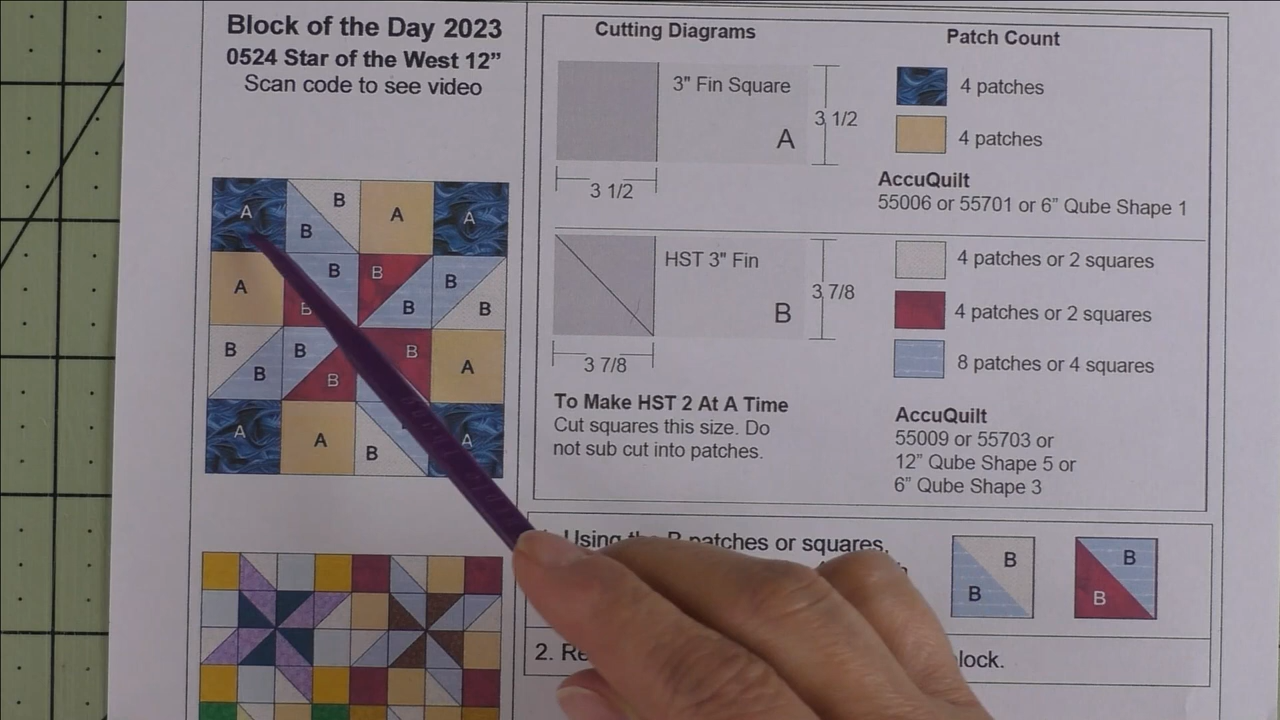 Block of the Day 2023
0524 Star of the West 12”
Scan code to see video
A
B
B
A
A
A
B
B
B
B
B
B
B
B
B
B
B
A
A
A
B
A
Cutting Diagrams
3" Fin Square
A
3 1/2
3 1/2
HST 3" Fin
B
3 7/8
3 7/8
To Make HST 2 At A Time
Cut squares this size. Do
not sub cut into patches.
Patch Count
4 patches
4 patches
AccuQuilt
55006 or 55701 or 6” Qube Shape 1
4 patches or 2 squares
4 patches or 2 squares
8 patches or 4 squares
AccuQuilt
55009 or 55703 or
12” Qube Shape 5 or
6” Qube Shape 3
Using the B patches or squares,
B
B
B
B
2.